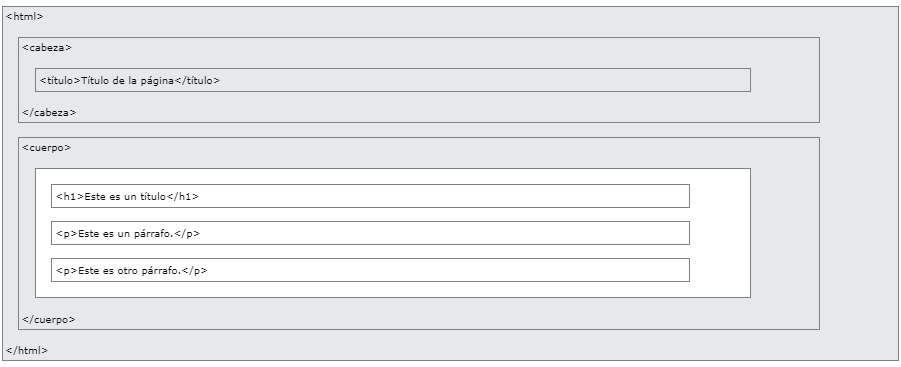 <html>
<cabeza>
<título>Título de la página</título>
</cabeza>
<cuerpo>
<h1>Este es un título</h1>
<p>Este es un párrafo.</p>
<p>Este es otro párrafo.</p>
</cuerpo>
</html>